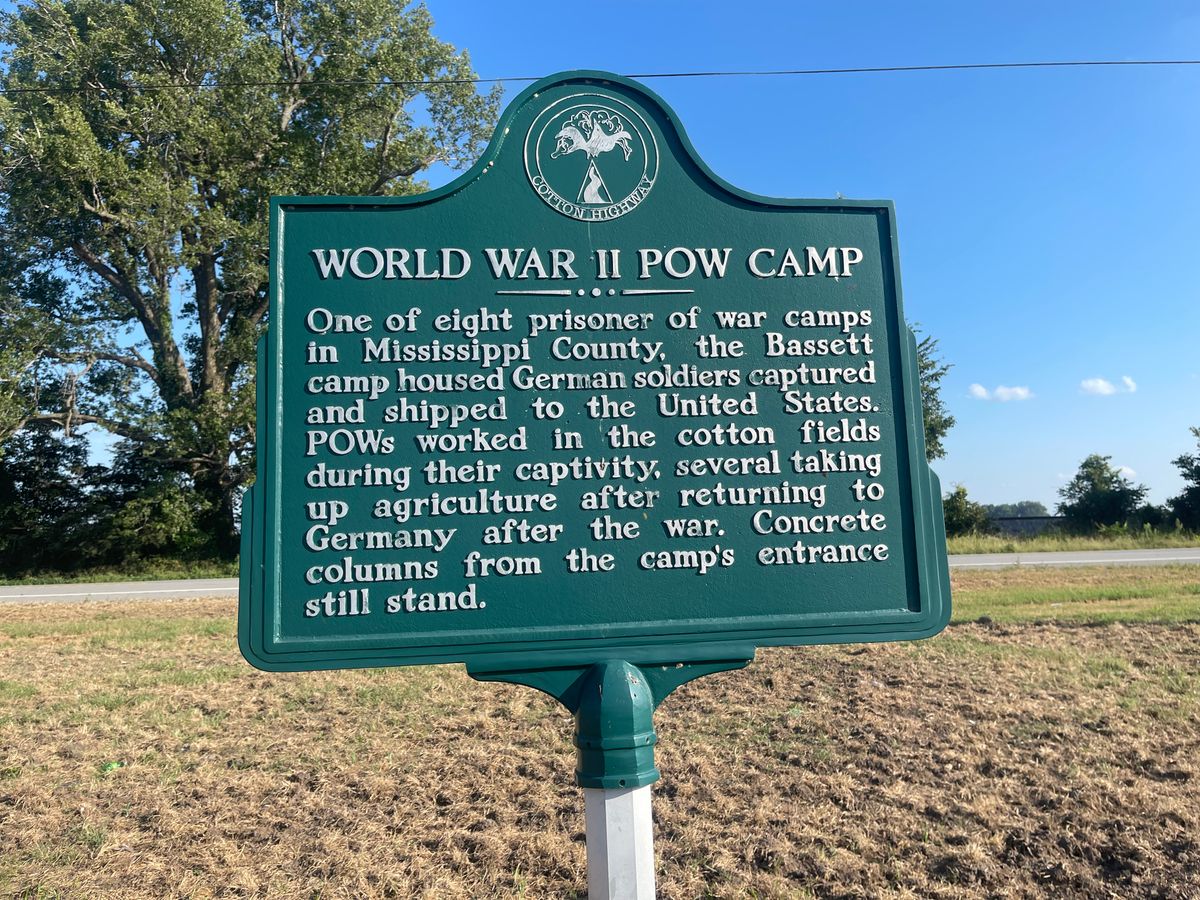 COTTON HIGHWAY
WORLD WAR II POW CAMP
One of eight prisoner of war camps
in Mississippi County, the Bassett
camp housed German soldiers captured
and shipped to the United States.
POWs worked in the cotton fields
during their captivity, several taking
up agriculture after returning to
Germany after the war. Concrete
columns from the camp's entrance
still stand.